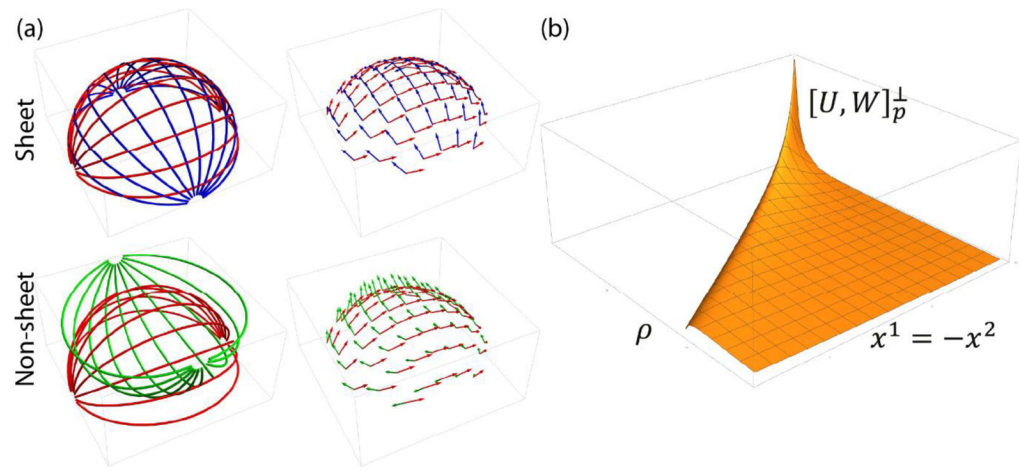 (a)
Sheet
Non-sheet
(b)
[U, W]⊥p
ρ
x¹ = −x²